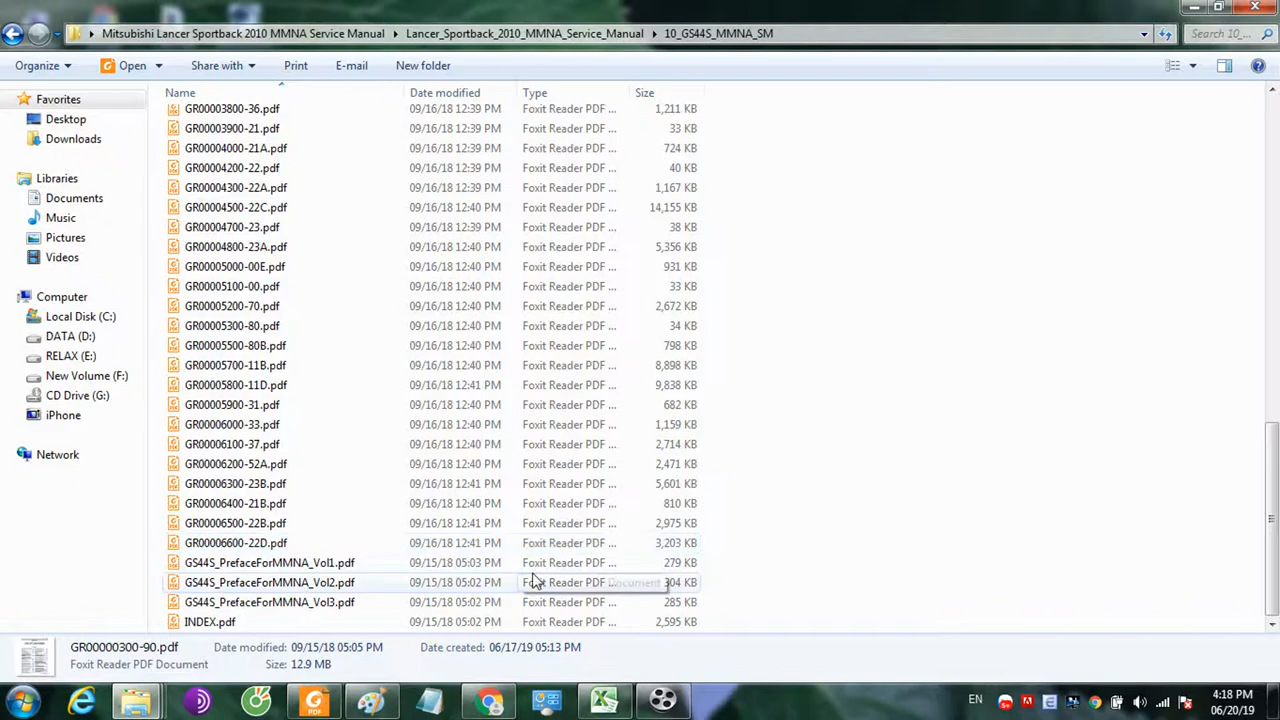 Mitsubishi Lancer Sportback 2010 MMNA Service Manual Lancer_Sportback_2010_MMNA_Service_Manual 10_GS44S_MMNA_SM Search 10_...
Organize Open Share with Print E-mail New folder
Name Date modified Type Size
Favorites
Desktop
Downloads
Libraries
Documents
Music
Pictures
Videos
Computer
Local Disk (C:)
DATA (D:)
RELAX (E:)
New Volume (F:)
CD Drive (G:)
iPhone
Network
GR00003800-36.pdf 09/16/18 12:39 PM Foxit Reader PDF ... 1,211 KB
GR00003900-21.pdf 09/16/18 12:39 PM Foxit Reader PDF ... 33 KB
GR00004000-21A.pdf 09/16/18 12:39 PM Foxit Reader PDF ... 724 KB
GR00004200-22.pdf 09/16/18 12:39 PM Foxit Reader PDF ... 40 KB
GR00004300-22A.pdf 09/16/18 12:39 PM Foxit Reader PDF ... 1,167 KB
GR00004500-22C.pdf 09/16/18 12:40 PM Foxit Reader PDF ... 14,155 KB
GR00004700-23.pdf 09/16/18 12:39 PM Foxit Reader PDF ... 38 KB
GR00004800-23A.pdf 09/16/18 12:40 PM Foxit Reader PDF ... 5,356 KB
GR00005000-00E.pdf 09/16/18 12:40 PM Foxit Reader PDF ... 931 KB
GR00005100-00.pdf 09/16/18 12:40 PM Foxit Reader PDF ... 33 KB
GR00005200-70.pdf 09/16/18 12:40 PM Foxit Reader PDF ... 2,672 KB
GR00005300-80.pdf 09/16/18 12:40 PM Foxit Reader PDF ... 34 KB
GR00005500-80B.pdf 09/16/18 12:40 PM Foxit Reader PDF ... 798 KB
GR00005700-11B.pdf 09/16/18 12:40 PM Foxit Reader PDF ... 8,898 KB
GR00005800-11D.pdf 09/16/18 12:41 PM Foxit Reader PDF ... 9,838 KB
GR00005900-31.pdf 09/16/18 12:40 PM Foxit Reader PDF ... 682 KB
GR00006000-33.pdf 09/16/18 12:40 PM Foxit Reader PDF ... 1,159 KB
GR00006100-37.pdf 09/16/18 12:40 PM Foxit Reader PDF ... 2,714 KB
GR00006200-52A.pdf 09/16/18 12:40 PM Foxit Reader PDF ... 2,471 KB
GR00006300-23B.pdf 09/16/18 12:41 PM Foxit Reader PDF ... 5,601 KB
GR00006400-21B.pdf 09/16/18 12:40 PM Foxit Reader PDF ... 810 KB
GR00006500-22B.pdf 09/16/18 12:41 PM Foxit Reader PDF ... 2,975 KB
GR00006600-22D.pdf 09/16/18 12:41 PM Foxit Reader PDF ... 3,203 KB
GS44S_PrefaceForMMNA_Vol1.pdf 09/15/18 05:03 PM Foxit Reader PDF ... 279 KB
GS44S_PrefaceForMMNA_Vol2.pdf 09/15/18 05:02 PM Foxit Reader PDF Document 304 KB
GS44S_PrefaceForMMNA_Vol3.pdf 09/15/18 05:02 PM Foxit Reader PDF ... 285 KB
INDEX.pdf 09/15/18 05:02 PM Foxit Reader PDF ... 2,595 KB
GR00000300-90.pdf Date modified: 09/15/18 05:05 PM Date created: 06/17/19 05:13 PM
Foxit Reader PDF Document Size: 12.9 MB
PDF
EN
4:18 PM
06/20/19